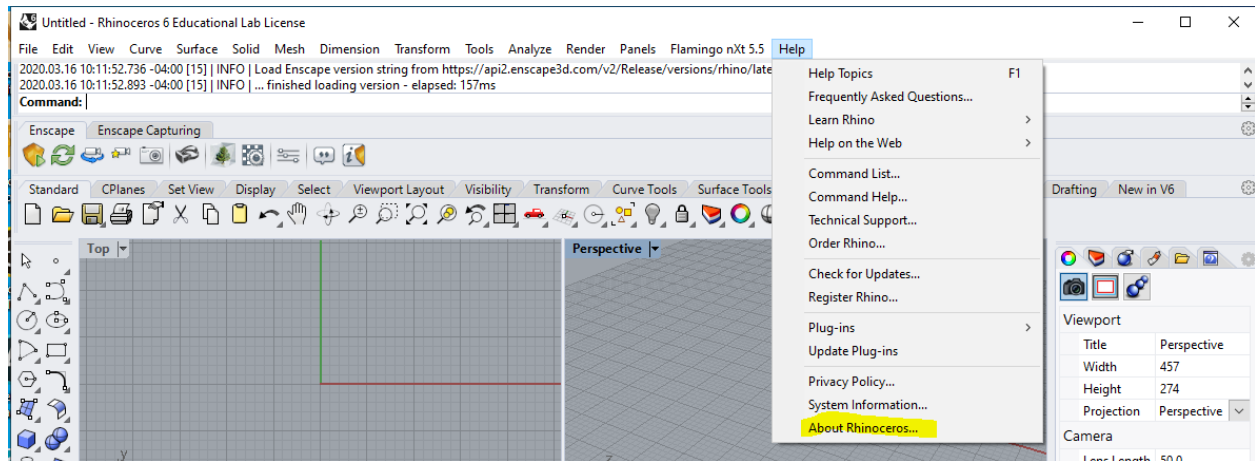 Untitled - Rhinoceros 6 Educational Lab License
File Edit View Curve Surface Solid Mesh Dimension Transform Tools Analyze Render Panels Flamingo nXt 5.5 Help
2020.03.16 10:11:52.736 -04:00 [15] | INFO | Load Enscape version string from https://api2.enscape3d.com/v2/Release/versions/rhino/late
2020.03.16 10:11:52.893 -04:00 [15] | INFO | ... finished loading version - elapsed: 157ms
Command:
Help Topics F1
Frequently Asked Questions...
Learn Rhino
Help on the Web
Command List...
Command Help...
Technical Support...
Order Rhino...
Check for Updates...
Register Rhino...
Plug-ins
Update Plug-ins
Privacy Policy...
System Information...
About Rhinoceros...
Enscape Enscape Capturing
Standard CPlanes Set View Display Select Viewport Layout Visibility Transform Curve Tools Surface Tools Drafting New in V6
Top Perspective
y
z
Viewport
Title Perspective
Width 457
Height 274
Projection Perspective
Camera
Lens Length 50.0